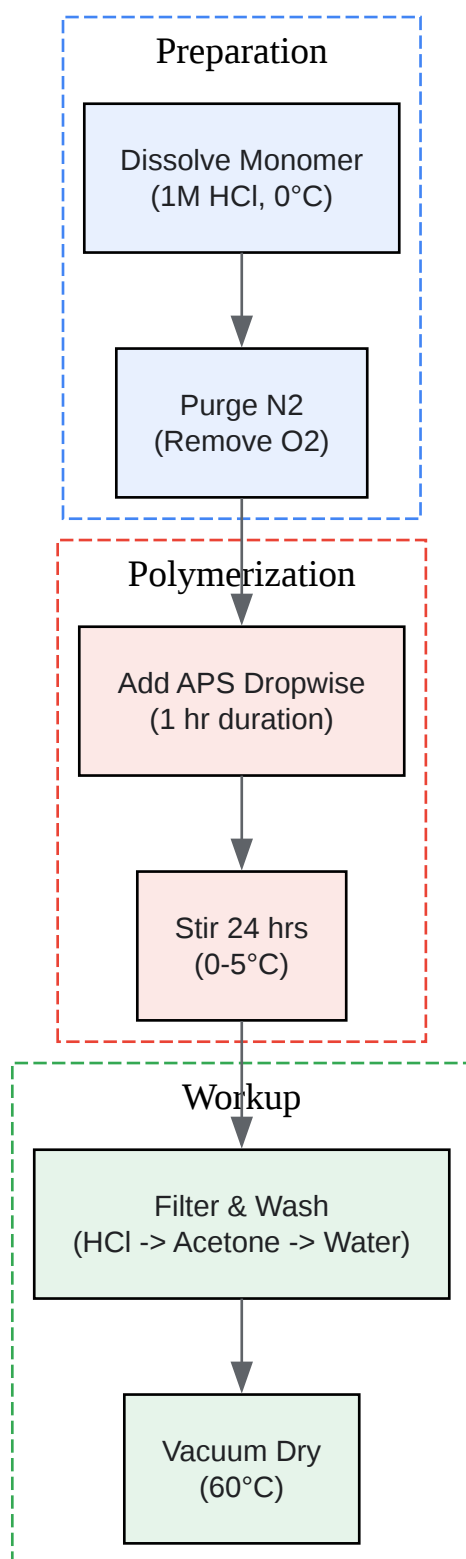 Preparation
Dissolve Monomer
(1M HCl, 0°C)
Purge N2
(Remove O2)
Polymerization
Add APS Dropwise
(1 hr duration)
Stir 24 hrs
(0-5°C)
Workup
Filter & Wash
(HCl -> Acetone -> Water)
Vacuum Dry
(60°C)